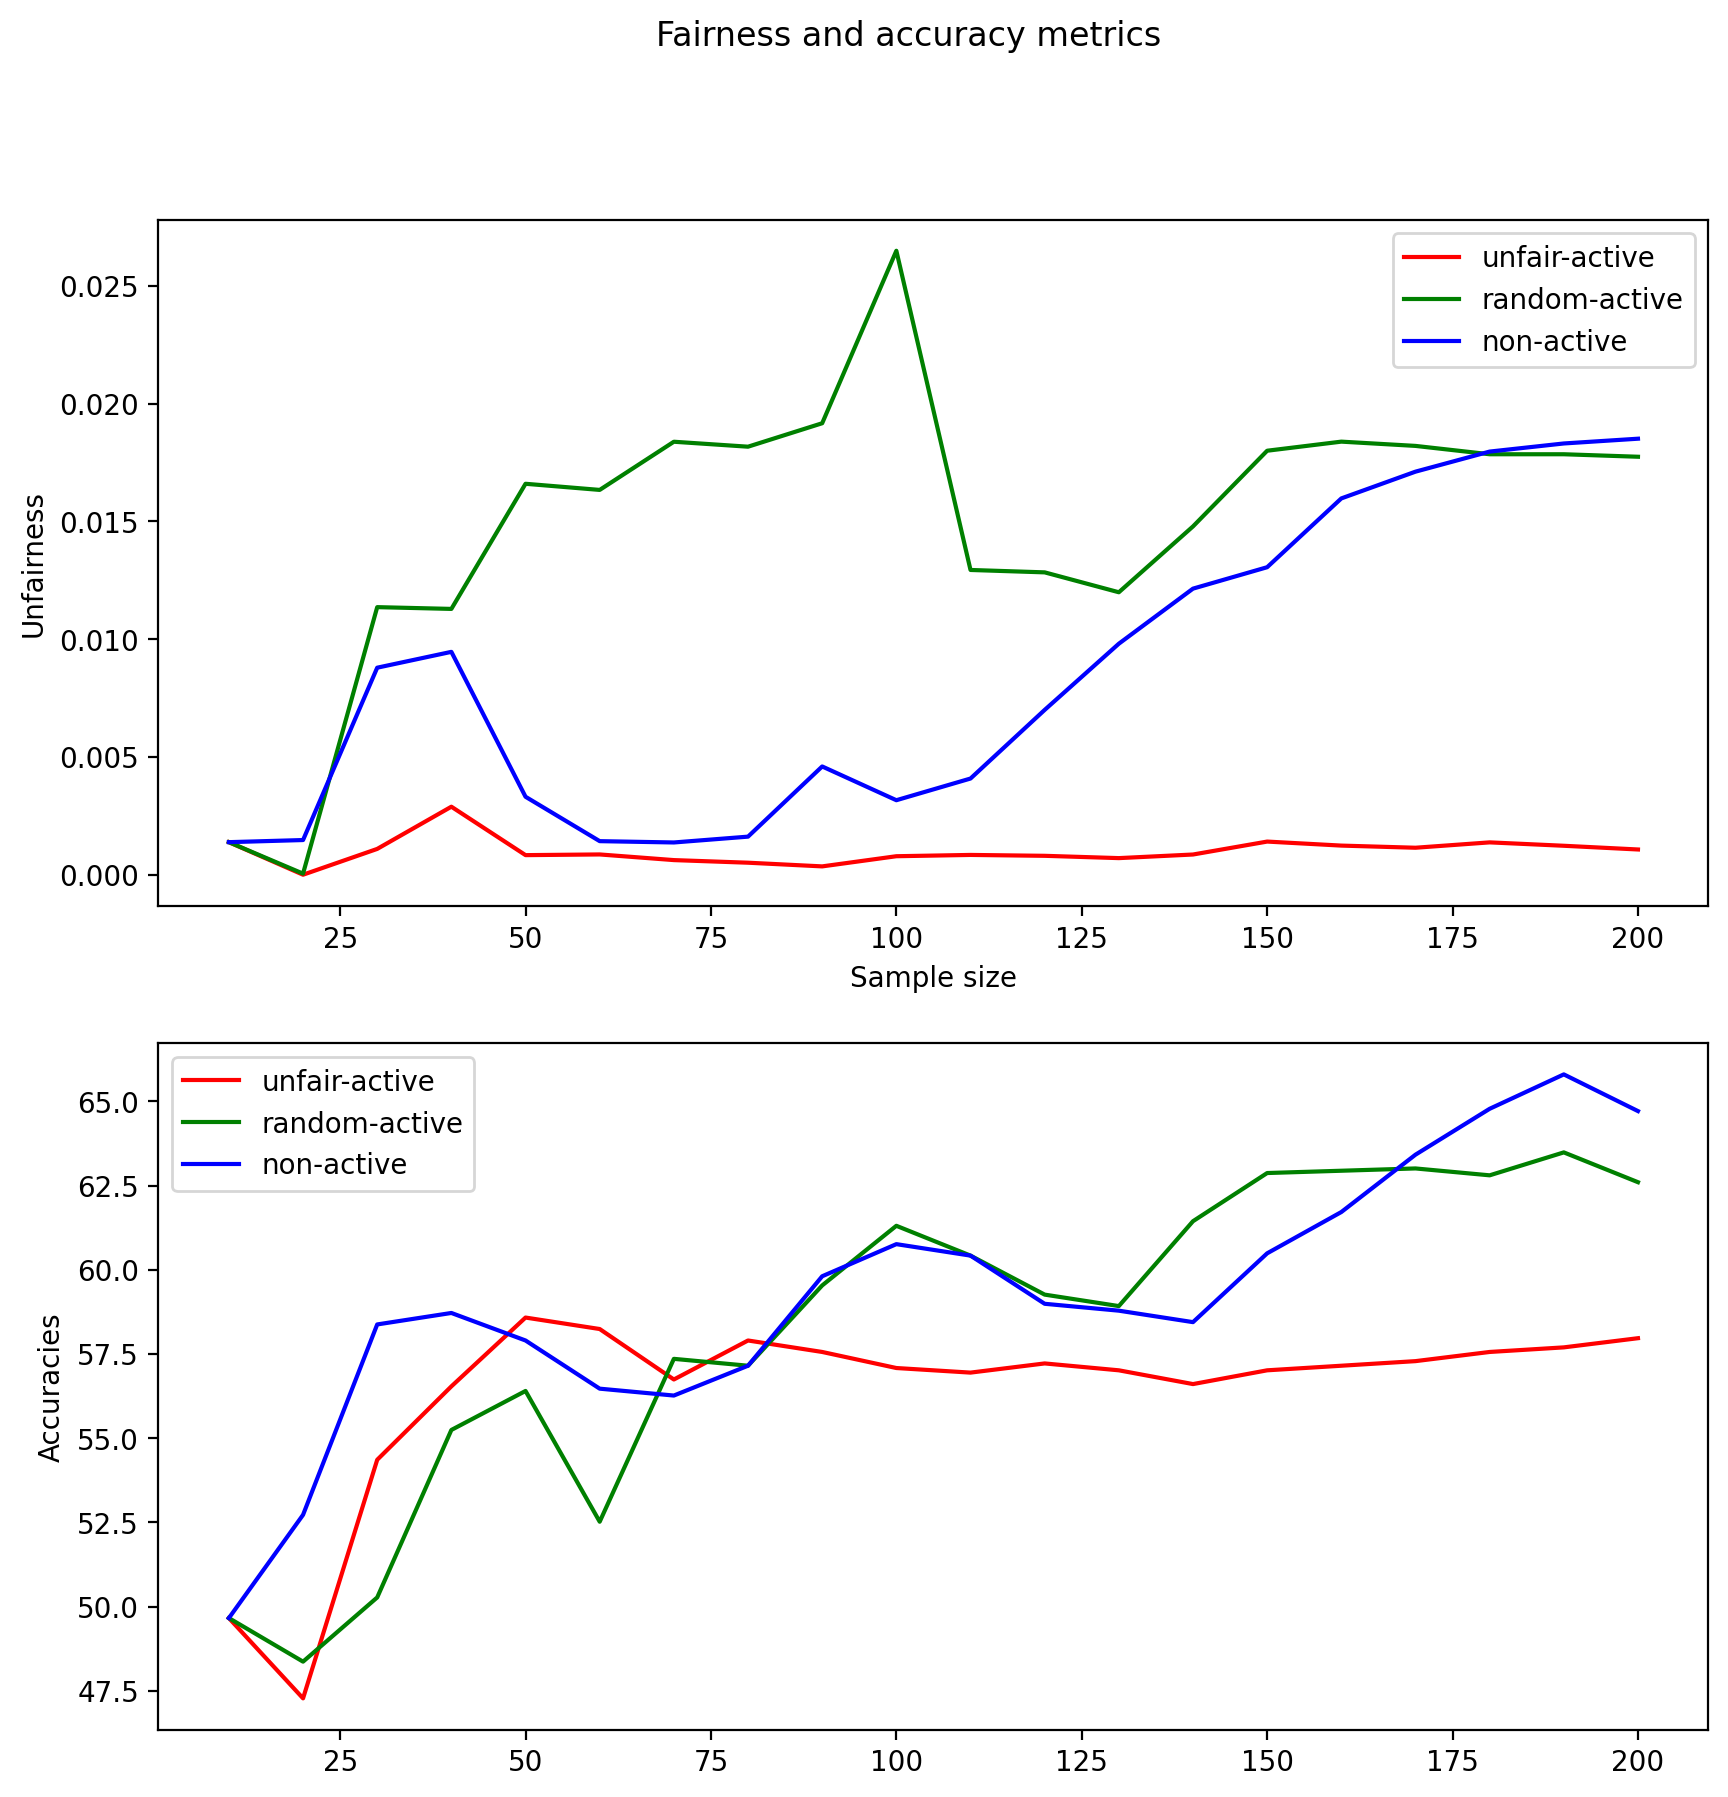 Fairness and accuracy metrics
unfair-active
random-active
non-active
0.025
0.020
0.015
0.010
0.005
0.000
Unfairness
25 50 75 100 125 150 175 200
Sample size
unfair-active
random-active
non-active
65.0
62.5
60.0
57.5
55.0
52.5
50.0
47.5
Accuracies
25 50 75 100 125 150 175 200